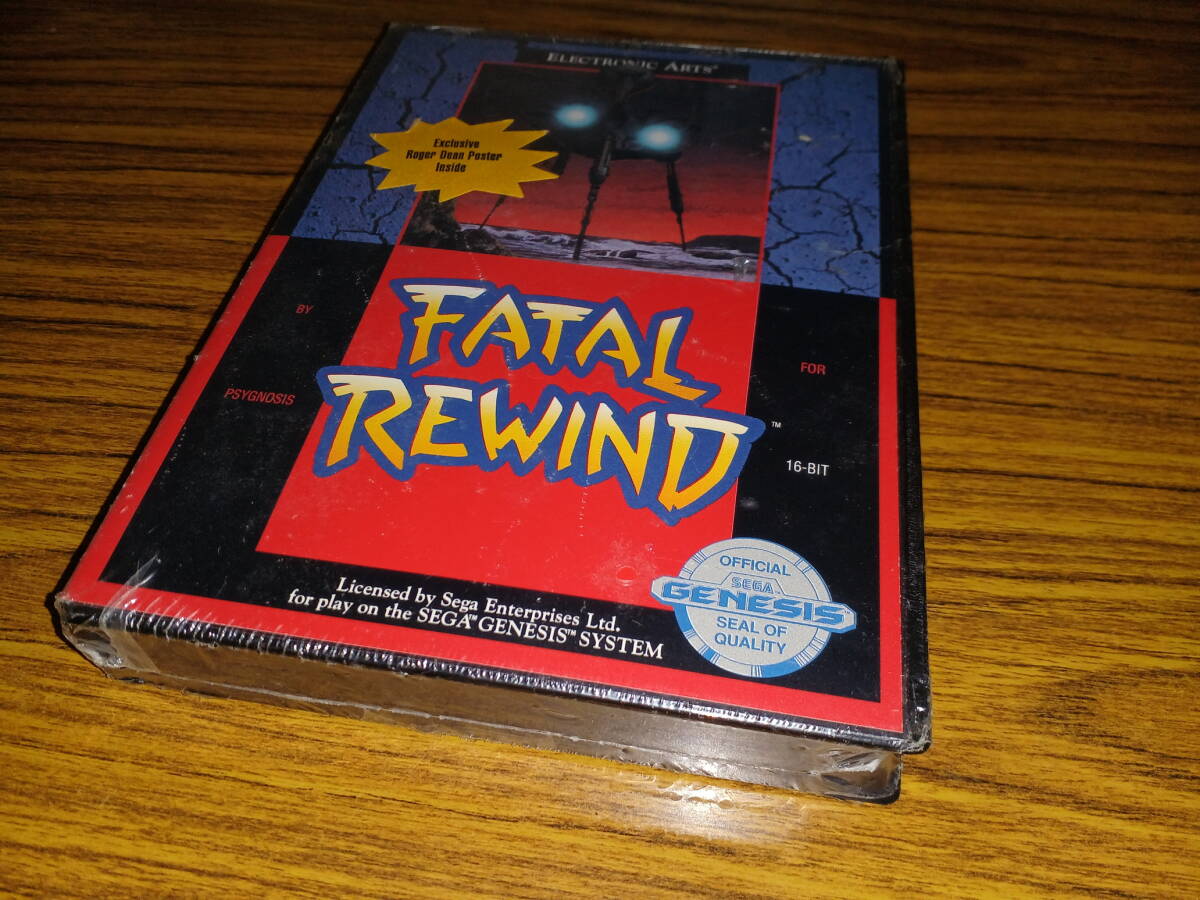 ELECTRONIC ARTS®
Exclusive
Roger Dean Poster
Inside
FATAL
REWIND
™
BY
PSYGNOSIS
FOR
16-BIT
Licensed by Sega Enterprises Ltd.
for play on the SEGA™ GENESIS™ SYSTEM
OFFICIAL
SEGA
GENESIS
SEAL OF
QUALITY